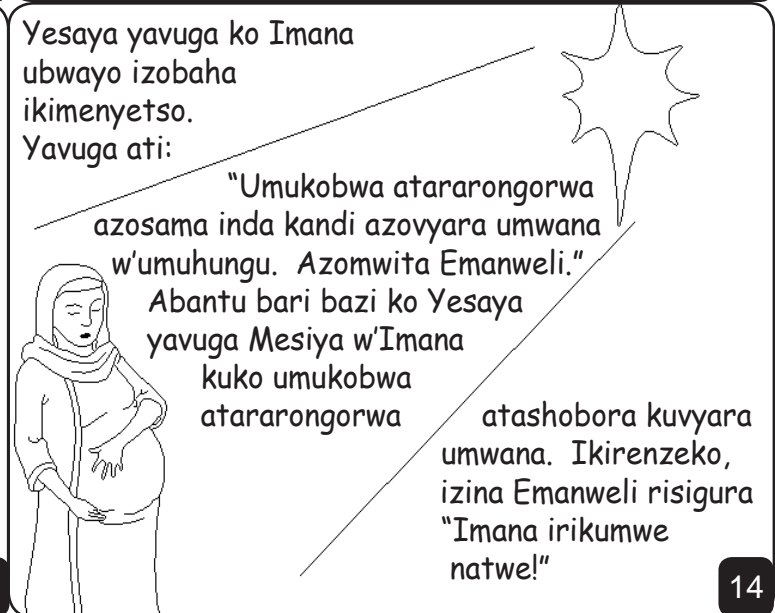 Yesaya yavuga ko Imana
ubwayo izobaha
ikimenyetso.
Yavuga ati:
“Umukobwa atararongorwa
azosama inda kandi azovyara umwana
w’umuhungu. Azomwita Emanweli.”
Abantu bari bazi ko Yesaya
yavuga Mesiya w’Imana
kuko umukobwa
atararongorwa atashobora kuvyara
umwana. Ikirenzeko,
izina Emanweli risigura
“Imana irikumwe
natwe!”
14